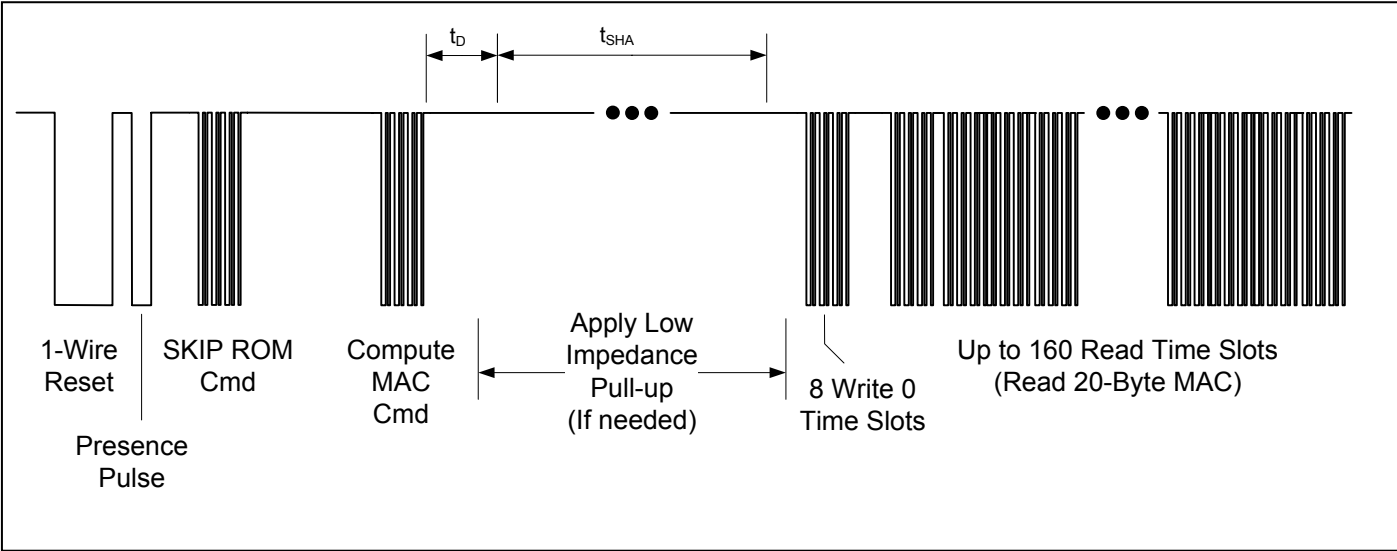 tD
tSHA
1-Wire
Reset
Presence
Pulse
SKIP ROM
Cmd
Compute
MAC
Cmd
Apply Low
Impedance
Pull-up
(If needed)
8 Write 0
Time Slots
Up to 160 Read Time Slots
(Read 20-Byte MAC)